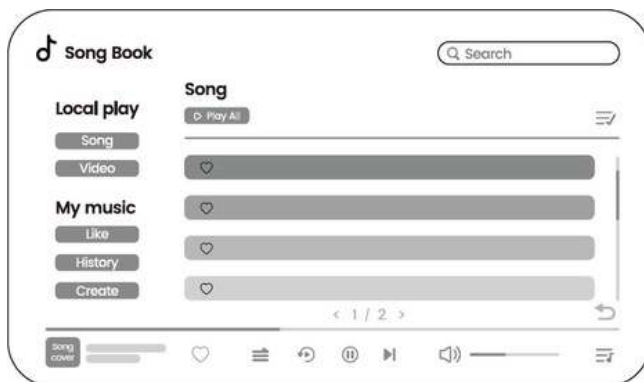 Song Book
Search
Local play
Song
Video
My music
Like
History
Create
Song
Play All
< 1 / 2 >
Song
cover